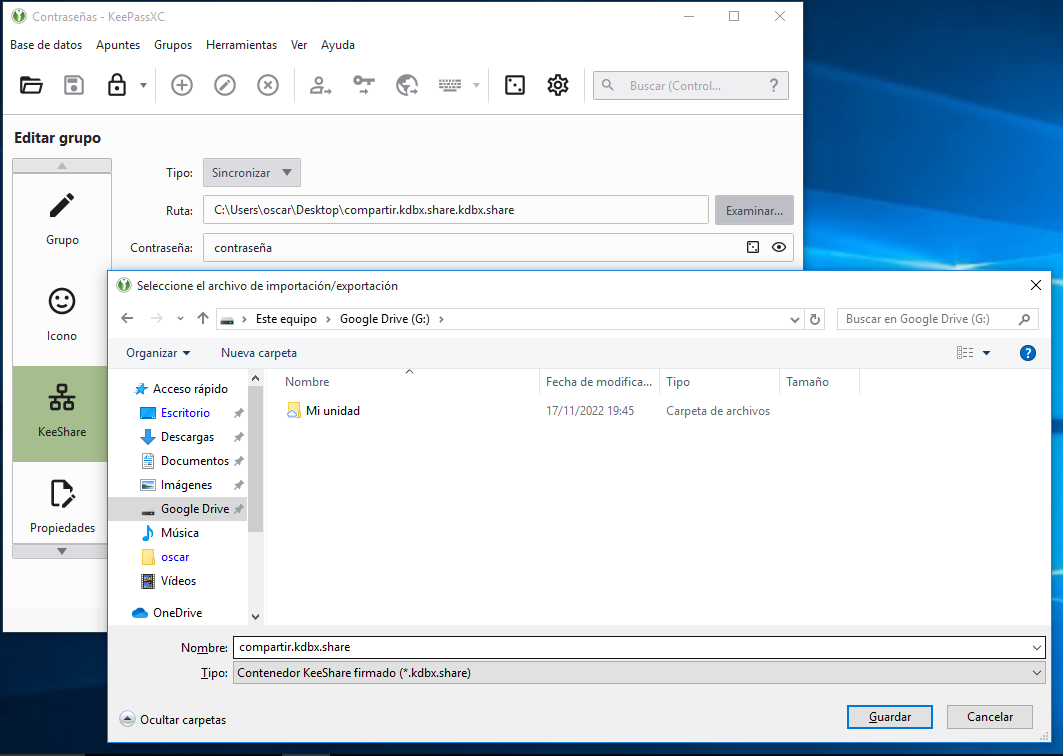 Contraseñas - KeePassXC
Base de datos Apuntes Grupos Herramientas Ver Ayuda
Buscar (Control... ?
Editar grupo
Tipo: Sincronizar
Ruta: C:\Users\oscar\Desktop\compartir.kdbx.share.kdbx.share Examinar...
Contraseña: contraseña
Grupo
Icono
KeeShare
Propiedades
Seleccione el archivo de importación/exportación
Este equipo > Google Drive (G:) >
Buscar en Google Drive (G:)
Organizar Nueva carpeta ?
Nombre Fecha de modifica... Tipo Tamaño
Mi unidad 17/11/2022 19:45 Carpeta de archivos
Acceso rápido
Escritorio
Descargas
Documentos
Imágenes
Google Drive
Música
oscar
Vídeos
OneDrive
Nombre: compartir.kdbx.share
Tipo: Contenedor KeeShare firmado (*.kdbx.share)
Ocultar carpetas Guardar Cancelar